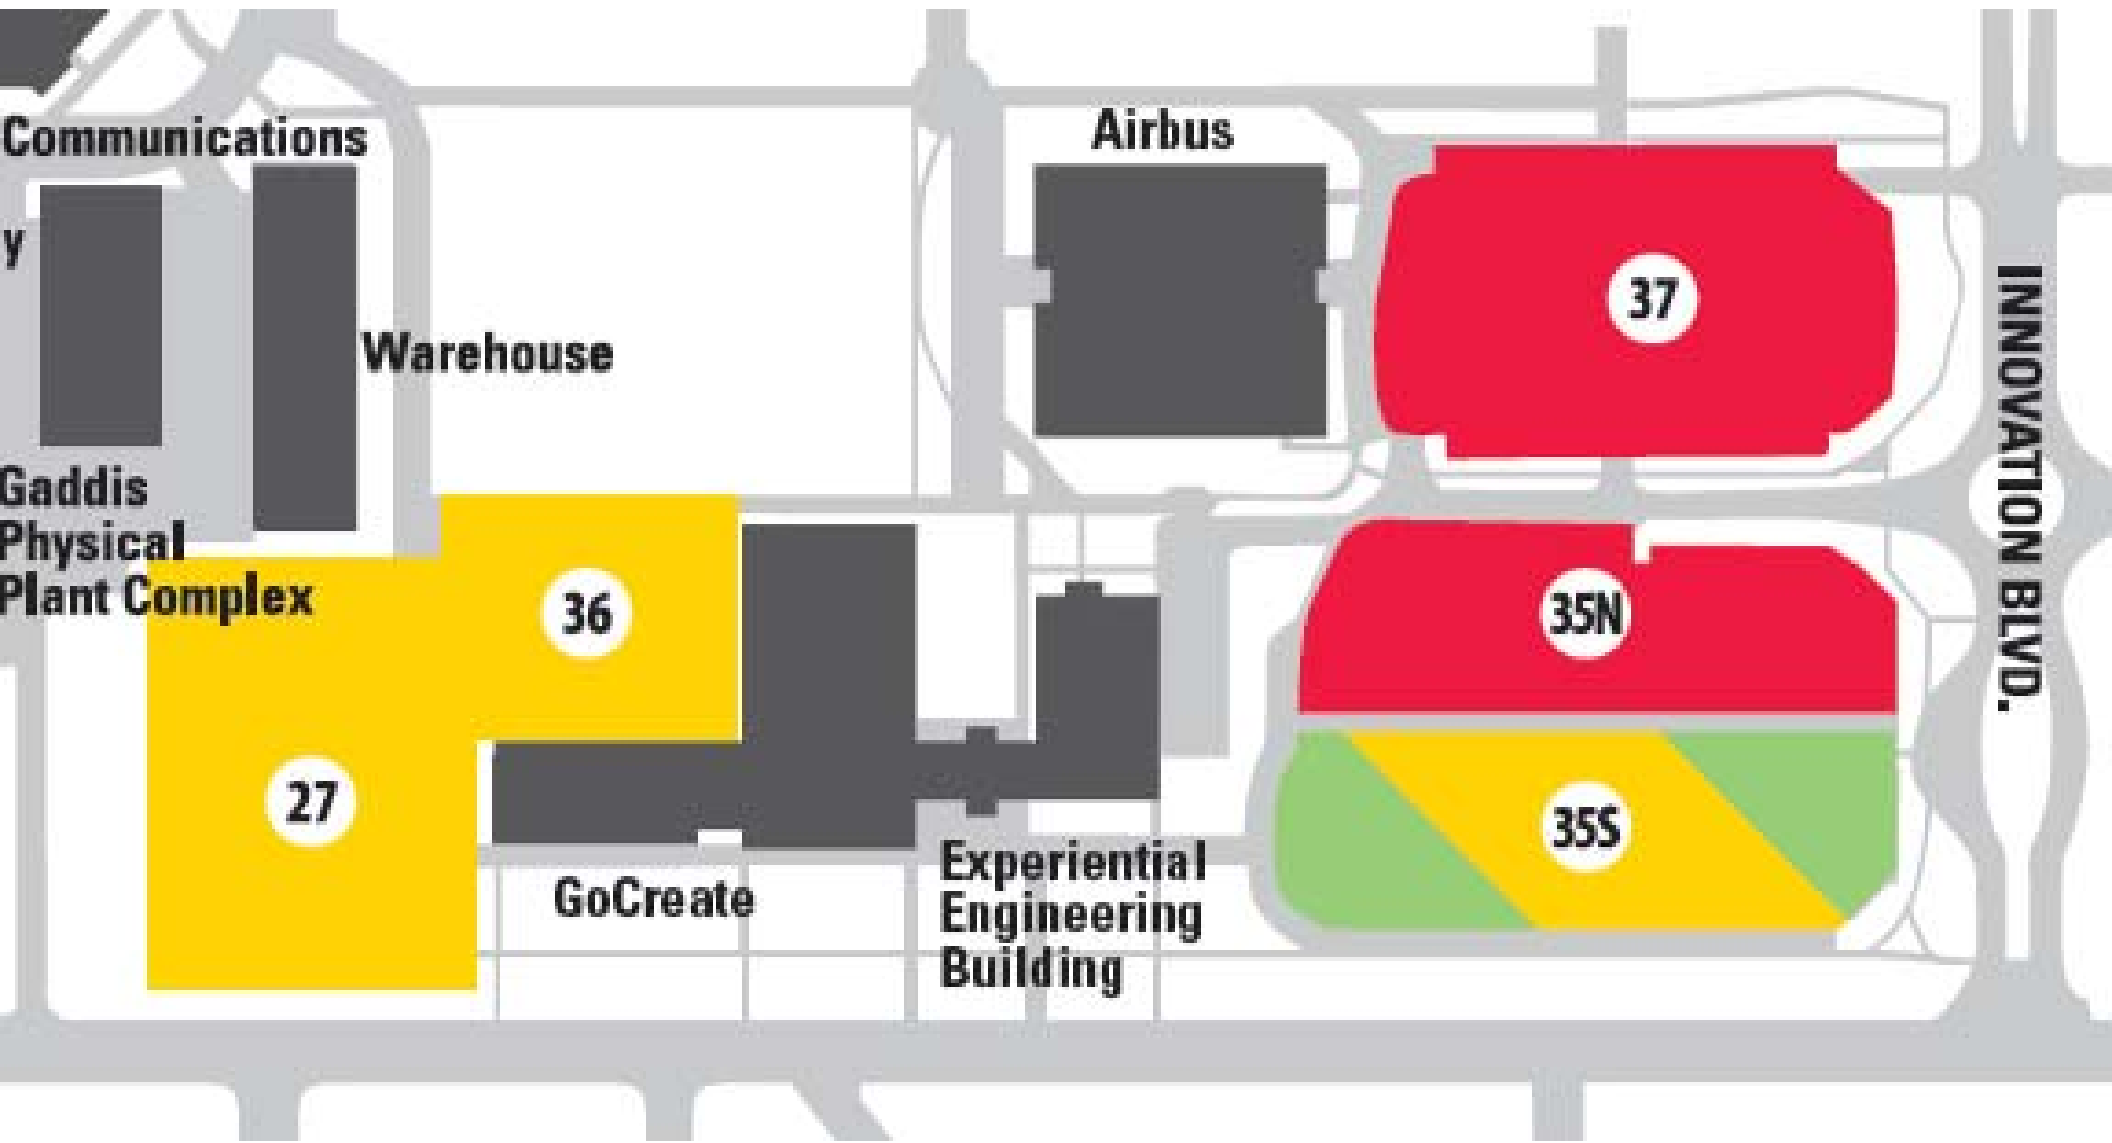 Communications
Airbus
y
37
Warehouse
INNOVATION BLVD.
Gaddis
Physical
Plant Complex
36
35N
27
35S
GoCreate
Experiential
Engineering
Building